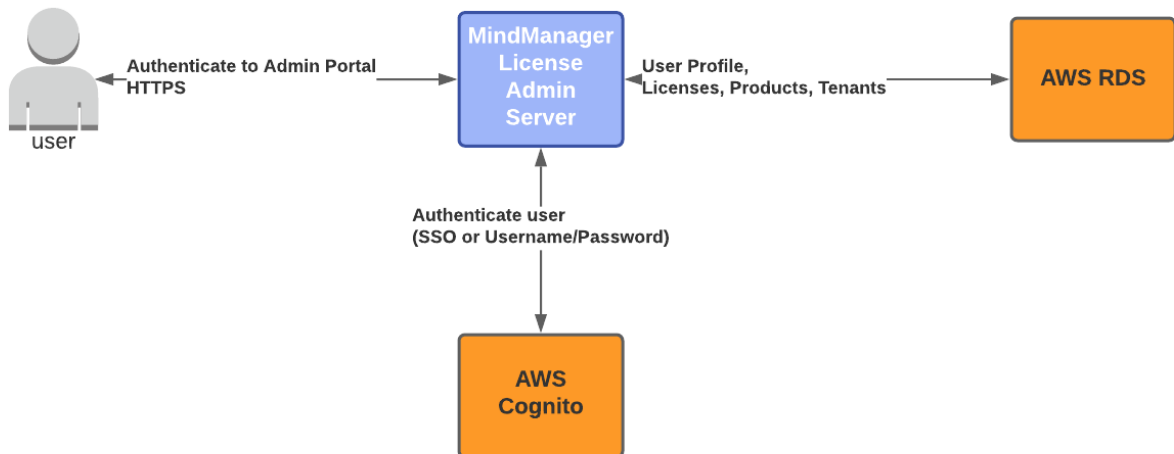 user
Authenticate to Admin Portal
HTTPS
MindManager
License
Admin
Server
User Profile,
Licenses, Products, Tenants
AWS RDS
Authenticate user
(SSO or Username/Password)
AWS
Cognito